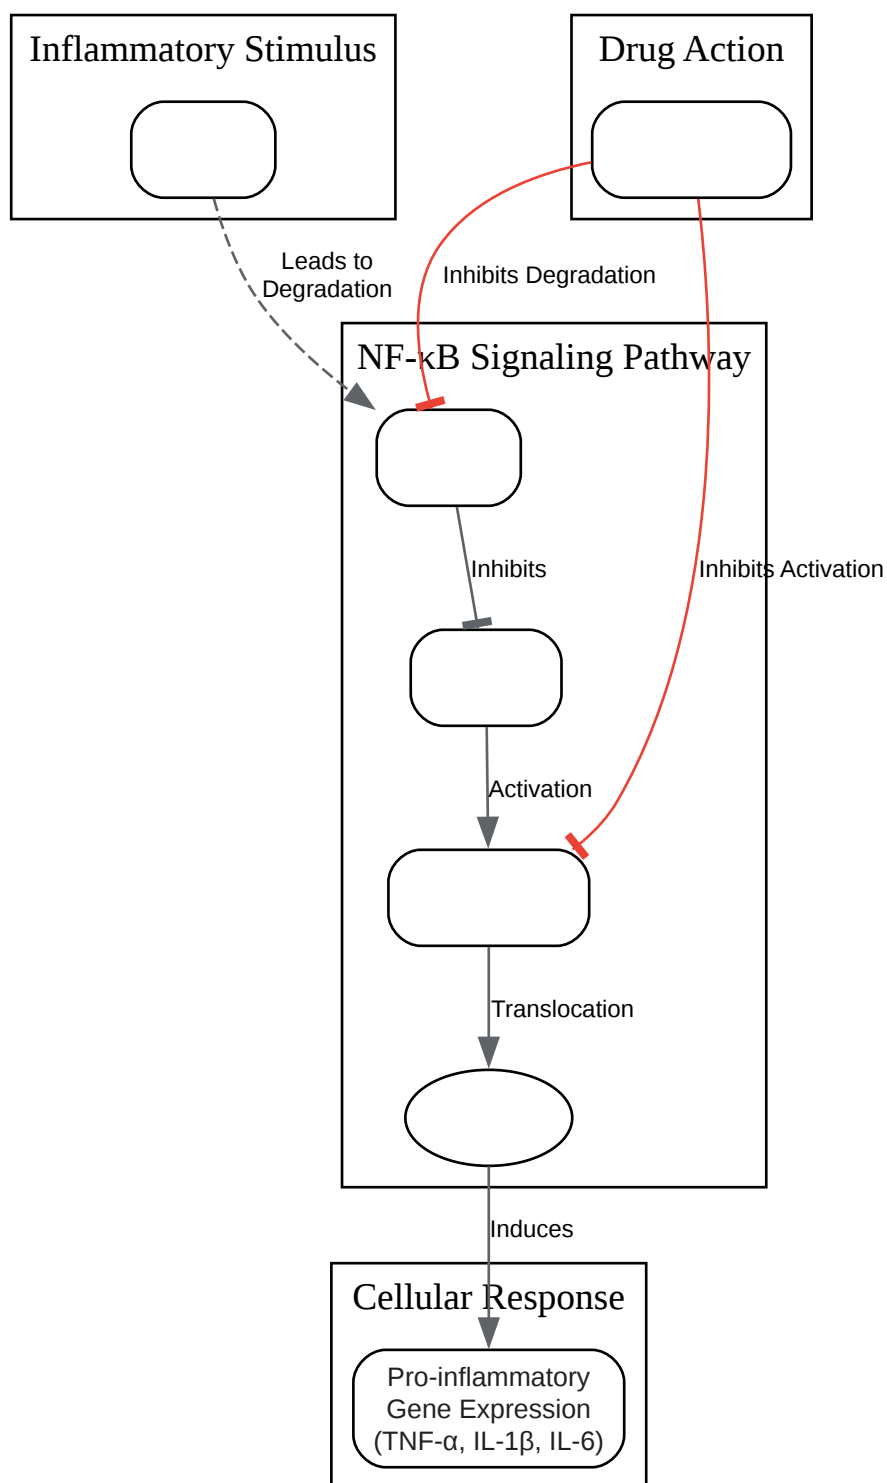 Inflammatory Stimulus
Drug Action
Leads to
Degradation
Inhibits Degradation
NF-κB Signaling Pathway
Inhibits
Inhibits Activation
Activation
Translocation
Induces
Cellular Response
Pro-inflammatory
Gene Expression
(TNF-α, IL-1β, IL-6)